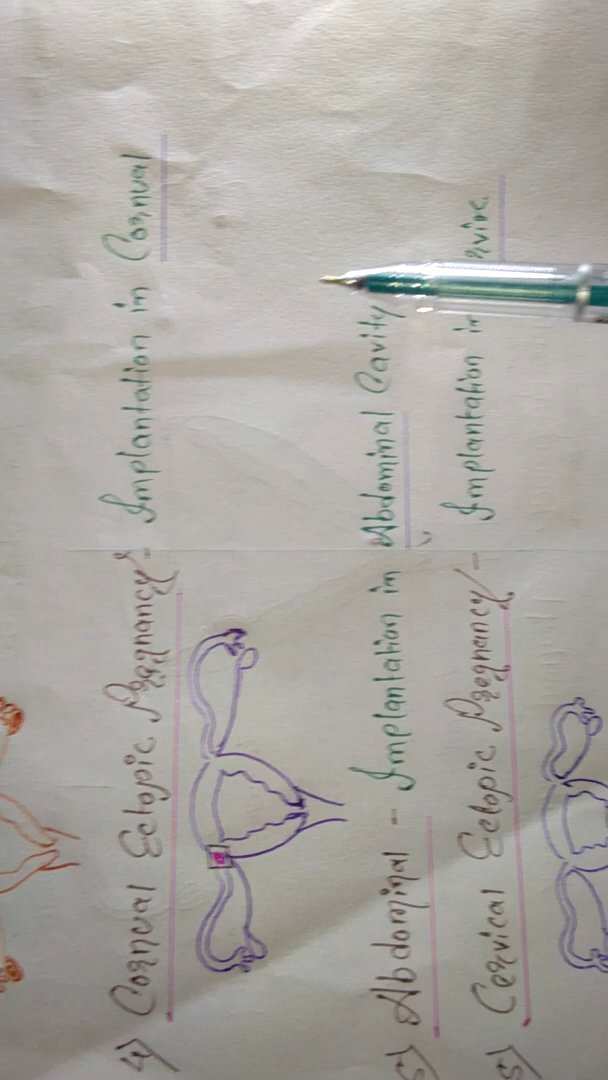 4) Cornual Ectopic Pregnancy - Implantation in Cornual
5) Abdominal - Implantation in Abdominal Cavity
5) Cervical Ectopic Pregnancy - Implantation in